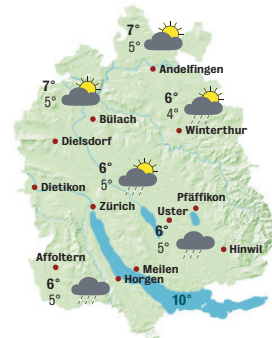 7°
5°
Andelfingen
7°
5°
Bülach
6°
4°
Winterthur
Dielsdorf
6°
5°
Dietikon
Zürich
Pfäffikon
Uster
6°
5°
Hinwil
Affoltern
6°
5°
Meilen
Horgen
10°